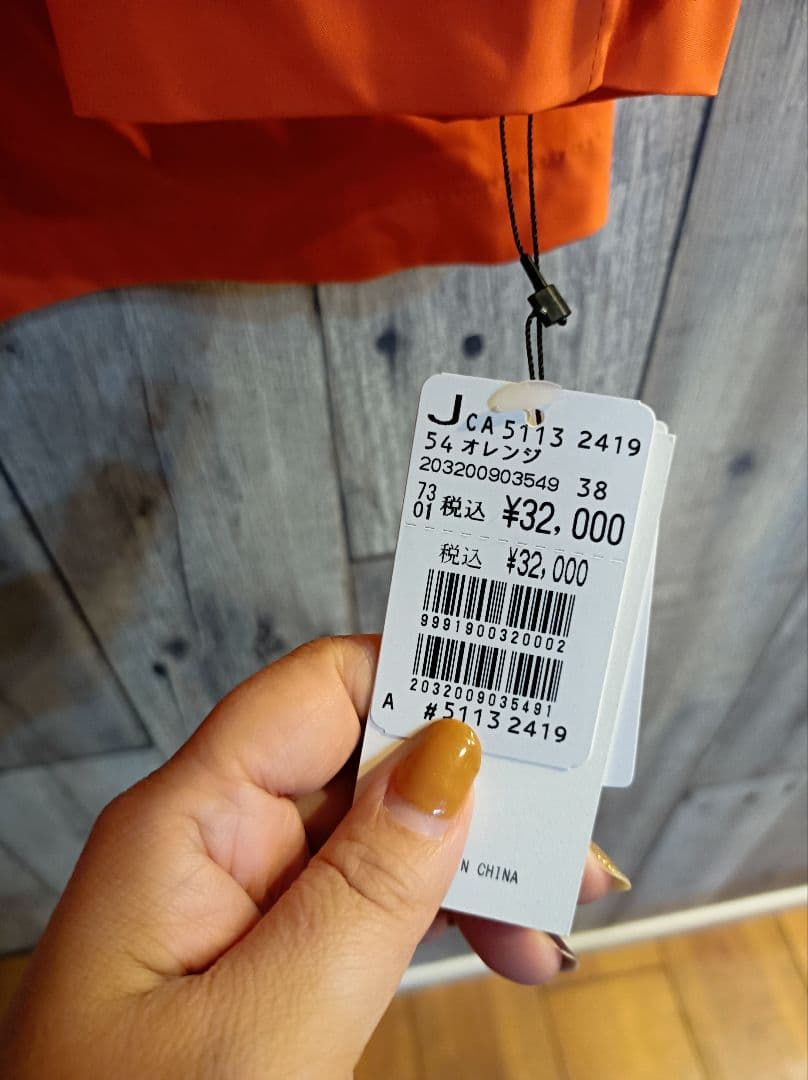 J CA 5113 2419
54 オレンジ
203200903549 38
73
01 税込 ¥32,000
税込 ¥32,000
9991900320002
2032009035491
A #5113 2419
N CHINA